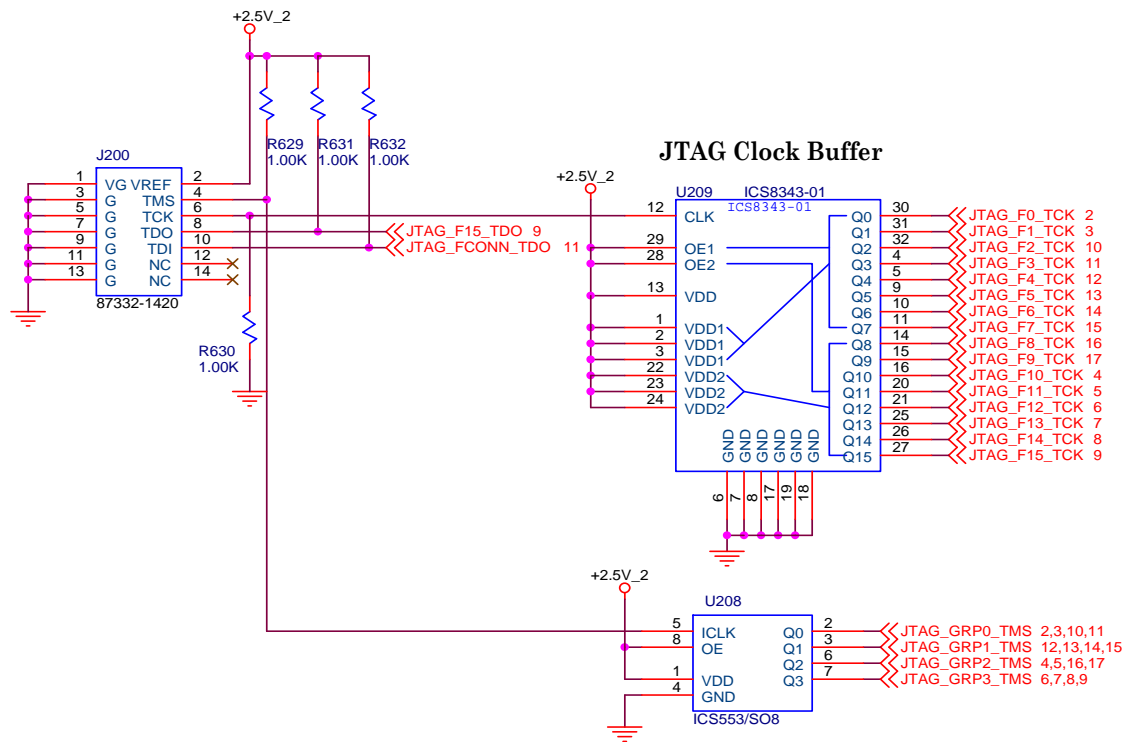 +2.5V_2
R629 R631 R632
1.00K 1.00K 1.00K
J200
1 VG VREF 2
3 G TMS 4
5 G TCK 6
7 G TDO 8
9 G TDI 10
11 G NC 12
13 G NC 14
87332-1420
JTAG_F15_TDO 9
JTAG_FCONN_TDO 11
R630
1.00K
JTAG Clock Buffer
+2.5V_2
U209 ICS8343-01
ICS8343-01
12 CLK
29 OE1
28 OE2
13 VDD
1 VDD1
2 VDD1
3 VDD1
22 VDD2
23 VDD2
24 VDD2
Q0 30 JTAG_F0_TCK 2
Q1 31 JTAG_F1_TCK 3
Q2 32 JTAG_F2_TCK 10
Q3 4 JTAG_F3_TCK 11
Q4 5 JTAG_F4_TCK 12
Q5 9 JTAG_F5_TCK 13
Q6 10 JTAG_F6_TCK 14
Q7 11 JTAG_F7_TCK 15
Q8 14 JTAG_F8_TCK 16
Q9 15 JTAG_F9_TCK 17
Q10 16 JTAG_F10_TCK 4
Q11 20 JTAG_F11_TCK 5
Q12 21 JTAG_F12_TCK 6
Q13 25 JTAG_F13_TCK 7
Q14 26 JTAG_F14_TCK 8
Q15 27 JTAG_F15_TCK 9
GND GND GND GND GND GND
6 7 8 17 19 18
+2.5V_2
U208
5 ICLK Q0 2 JTAG_GRP0_TMS 2,3,10,11
8 OE Q1 3 JTAG_GRP1_TMS 12,13,14,15
Q2 6 JTAG_GRP2_TMS 4,5,16,17
1 VDD Q3 7 JTAG_GRP3_TMS 6,7,8,9
4 GND
ICS553/SO8